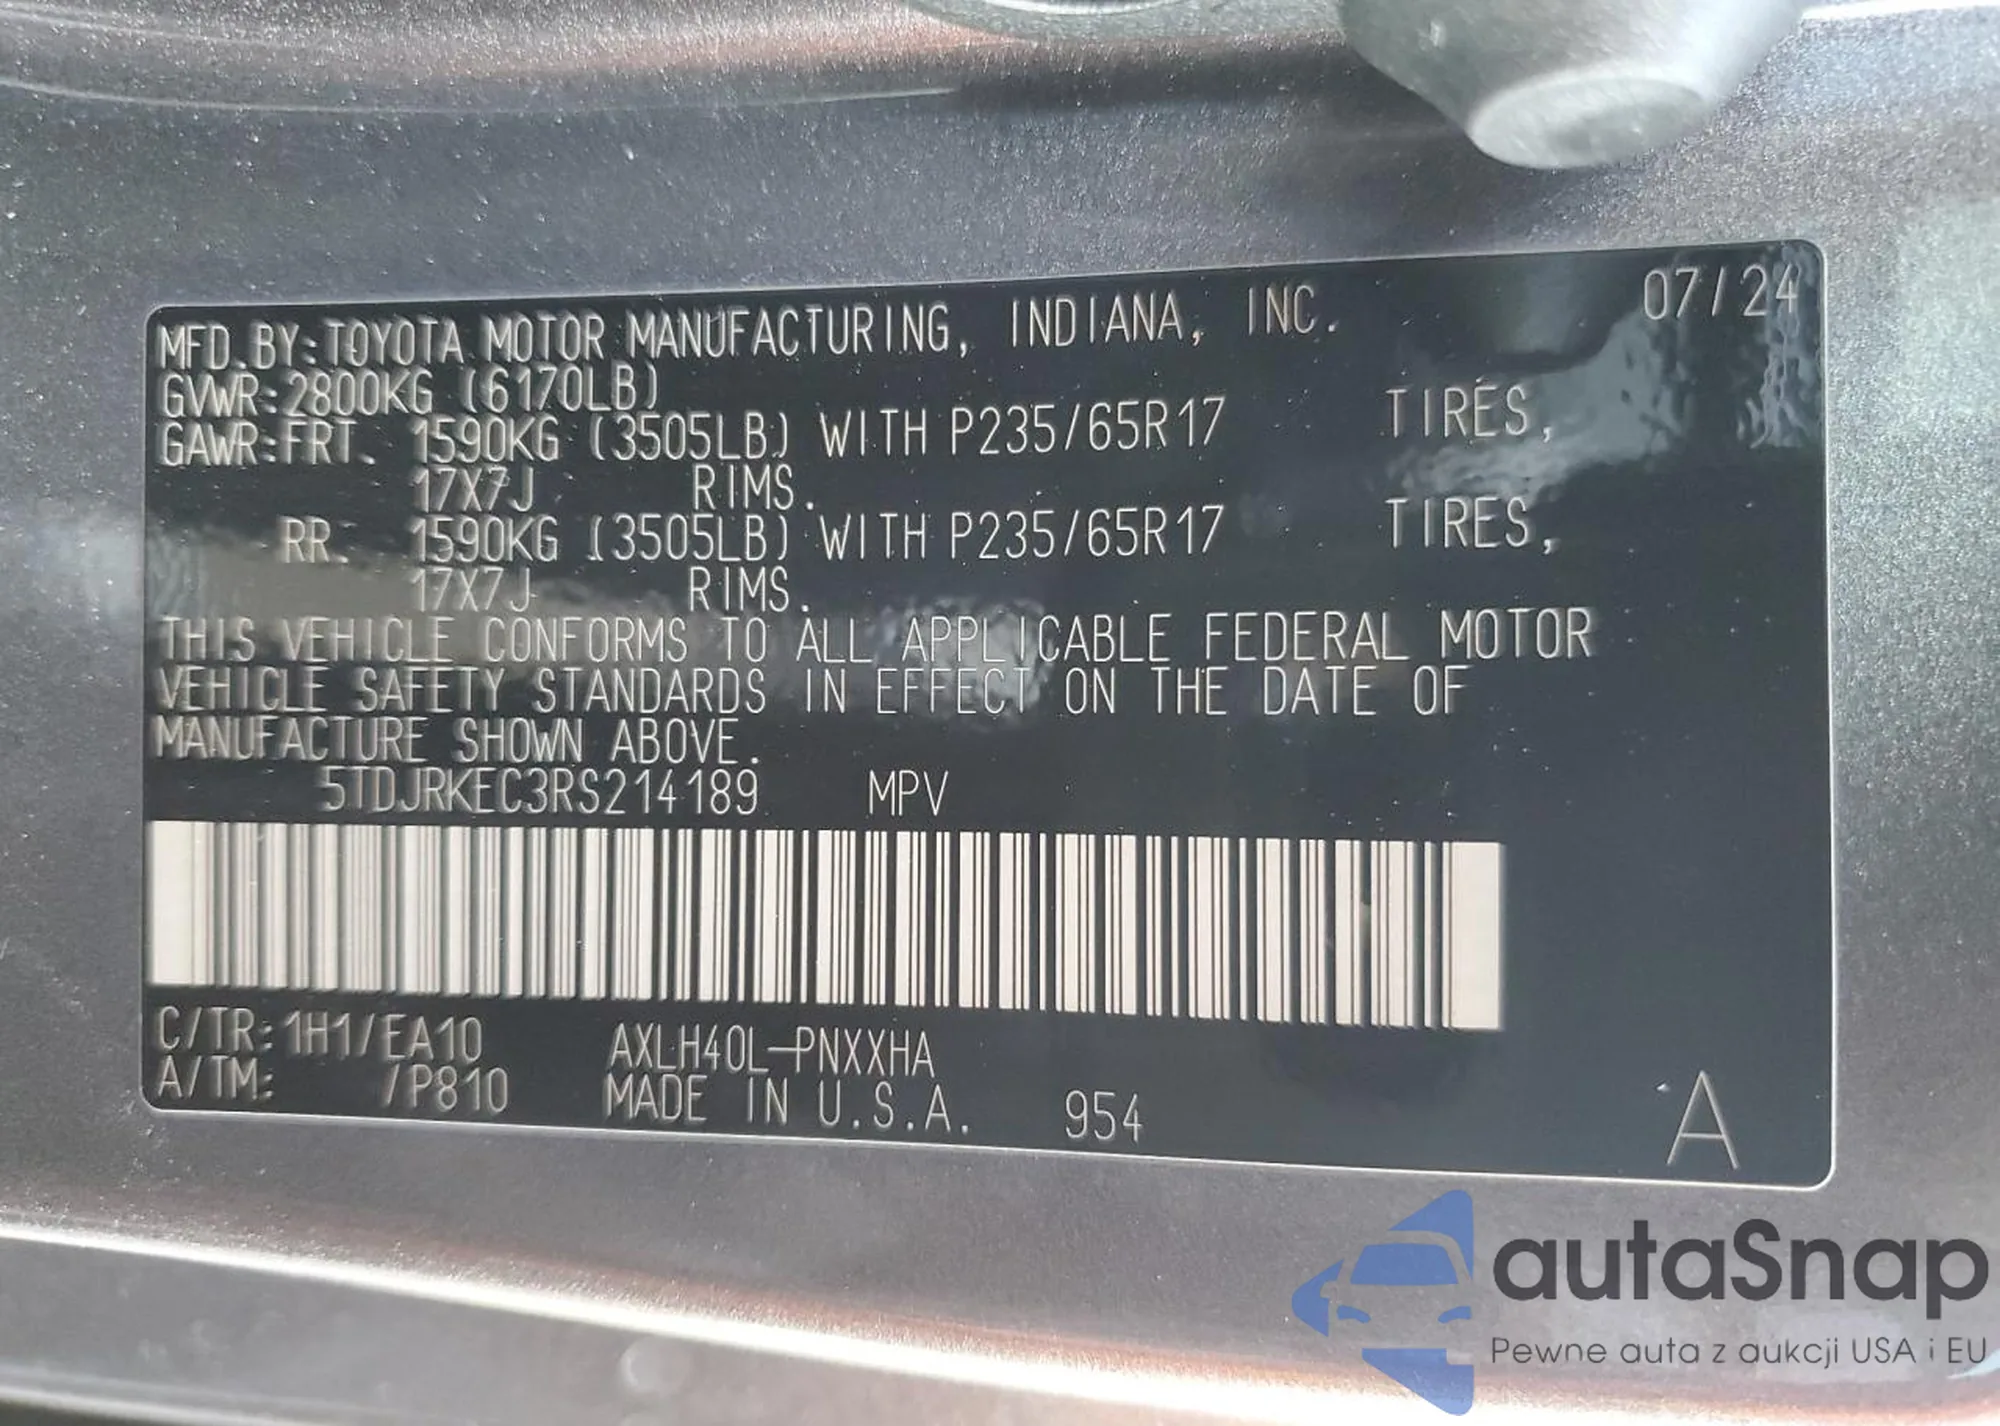 07/24
MFD.BY:TOYOTA MOTOR MANUFACTURING, INDIANA, INC.
GVWR:2800KG (6170LB)
GAWR:FRT. 1590KG (3505LB) WITH P235/65R17 TIRES,
17X7J RIMS.
RR. 1590KG (3505LB) WITH P235/65R17 TIRES,
17X7J RIMS.
THIS VEHICLE CONFORMS TO ALL APPLICABLE FEDERAL MOTOR
VEHICLE SAFETY STANDARDS IN EFFECT ON THE DATE OF
MANUFACTURE SHOWN ABOVE.
5TDJRKEC3RS214189 MPV
C/TR: 1H1/EA10 AXLH40L-PNXXHA
A/TM: /P810 MADE IN U.S.A. 954
A
autaSnap
Pewne auta z aukcji USA i EU